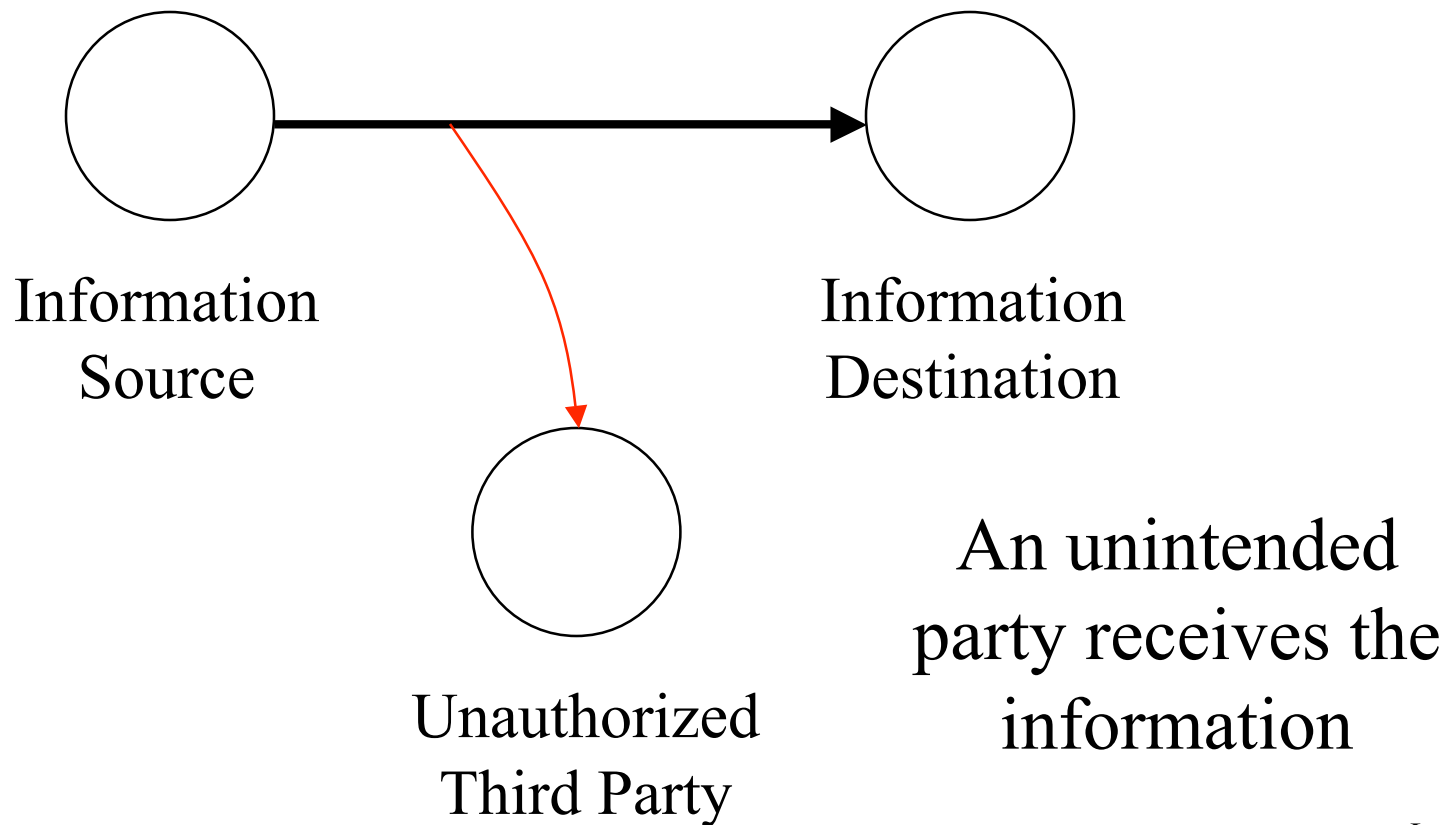 Information
Source
Information
Destination
Unauthorized
Third Party
An unintended
party receives the
information